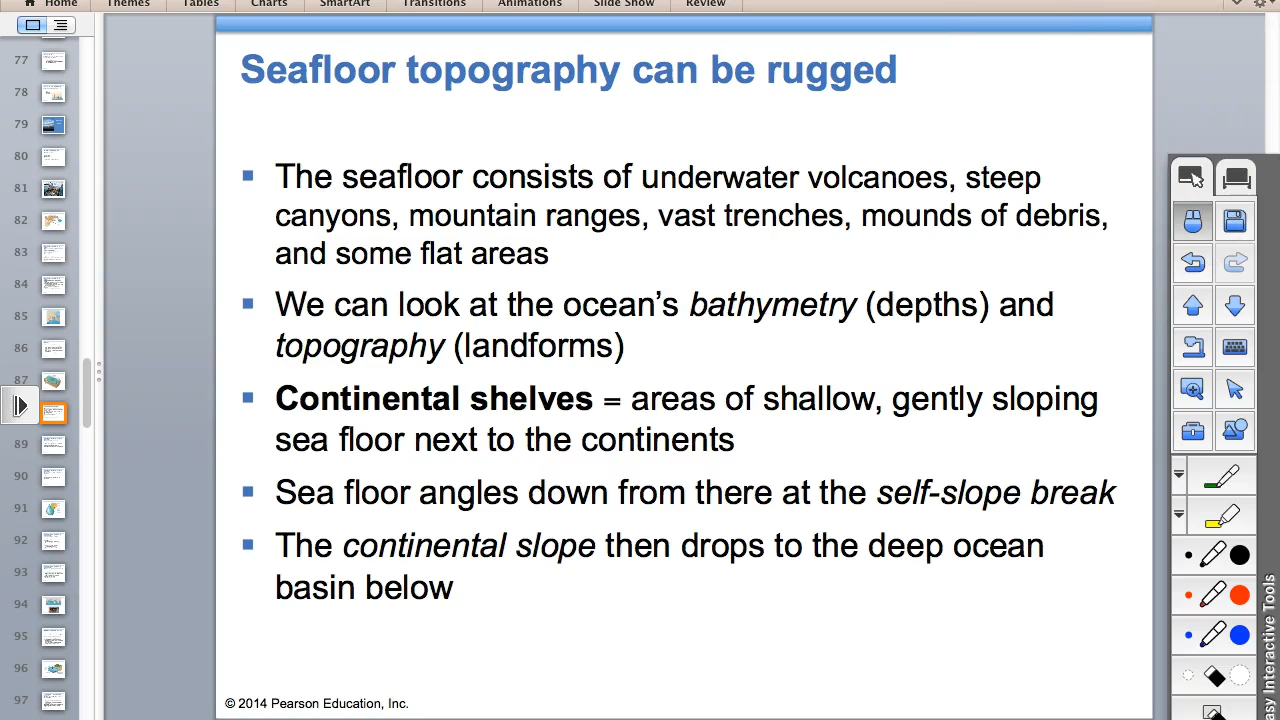 Home Themes Tables Charts SmartArt Transitions Animations Slide Show Review
Seafloor topography can be rugged
The seafloor consists of underwater volcanoes, steep
canyons, mountain ranges, vast trenches, mounds of debris,
and some flat areas
We can look at the ocean’s bathymetry (depths) and
topography (landforms)
Continental shelves = areas of shallow, gently sloping
sea floor next to the continents
Sea floor angles down from there at the self-slope break
The continental slope then drops to the deep ocean
basin below
© 2014 Pearson Education, Inc.
77
78
79
80
81
82
83
84
85
86
87
89
90
91
92
93
94
95
96
97
Interactive Tools